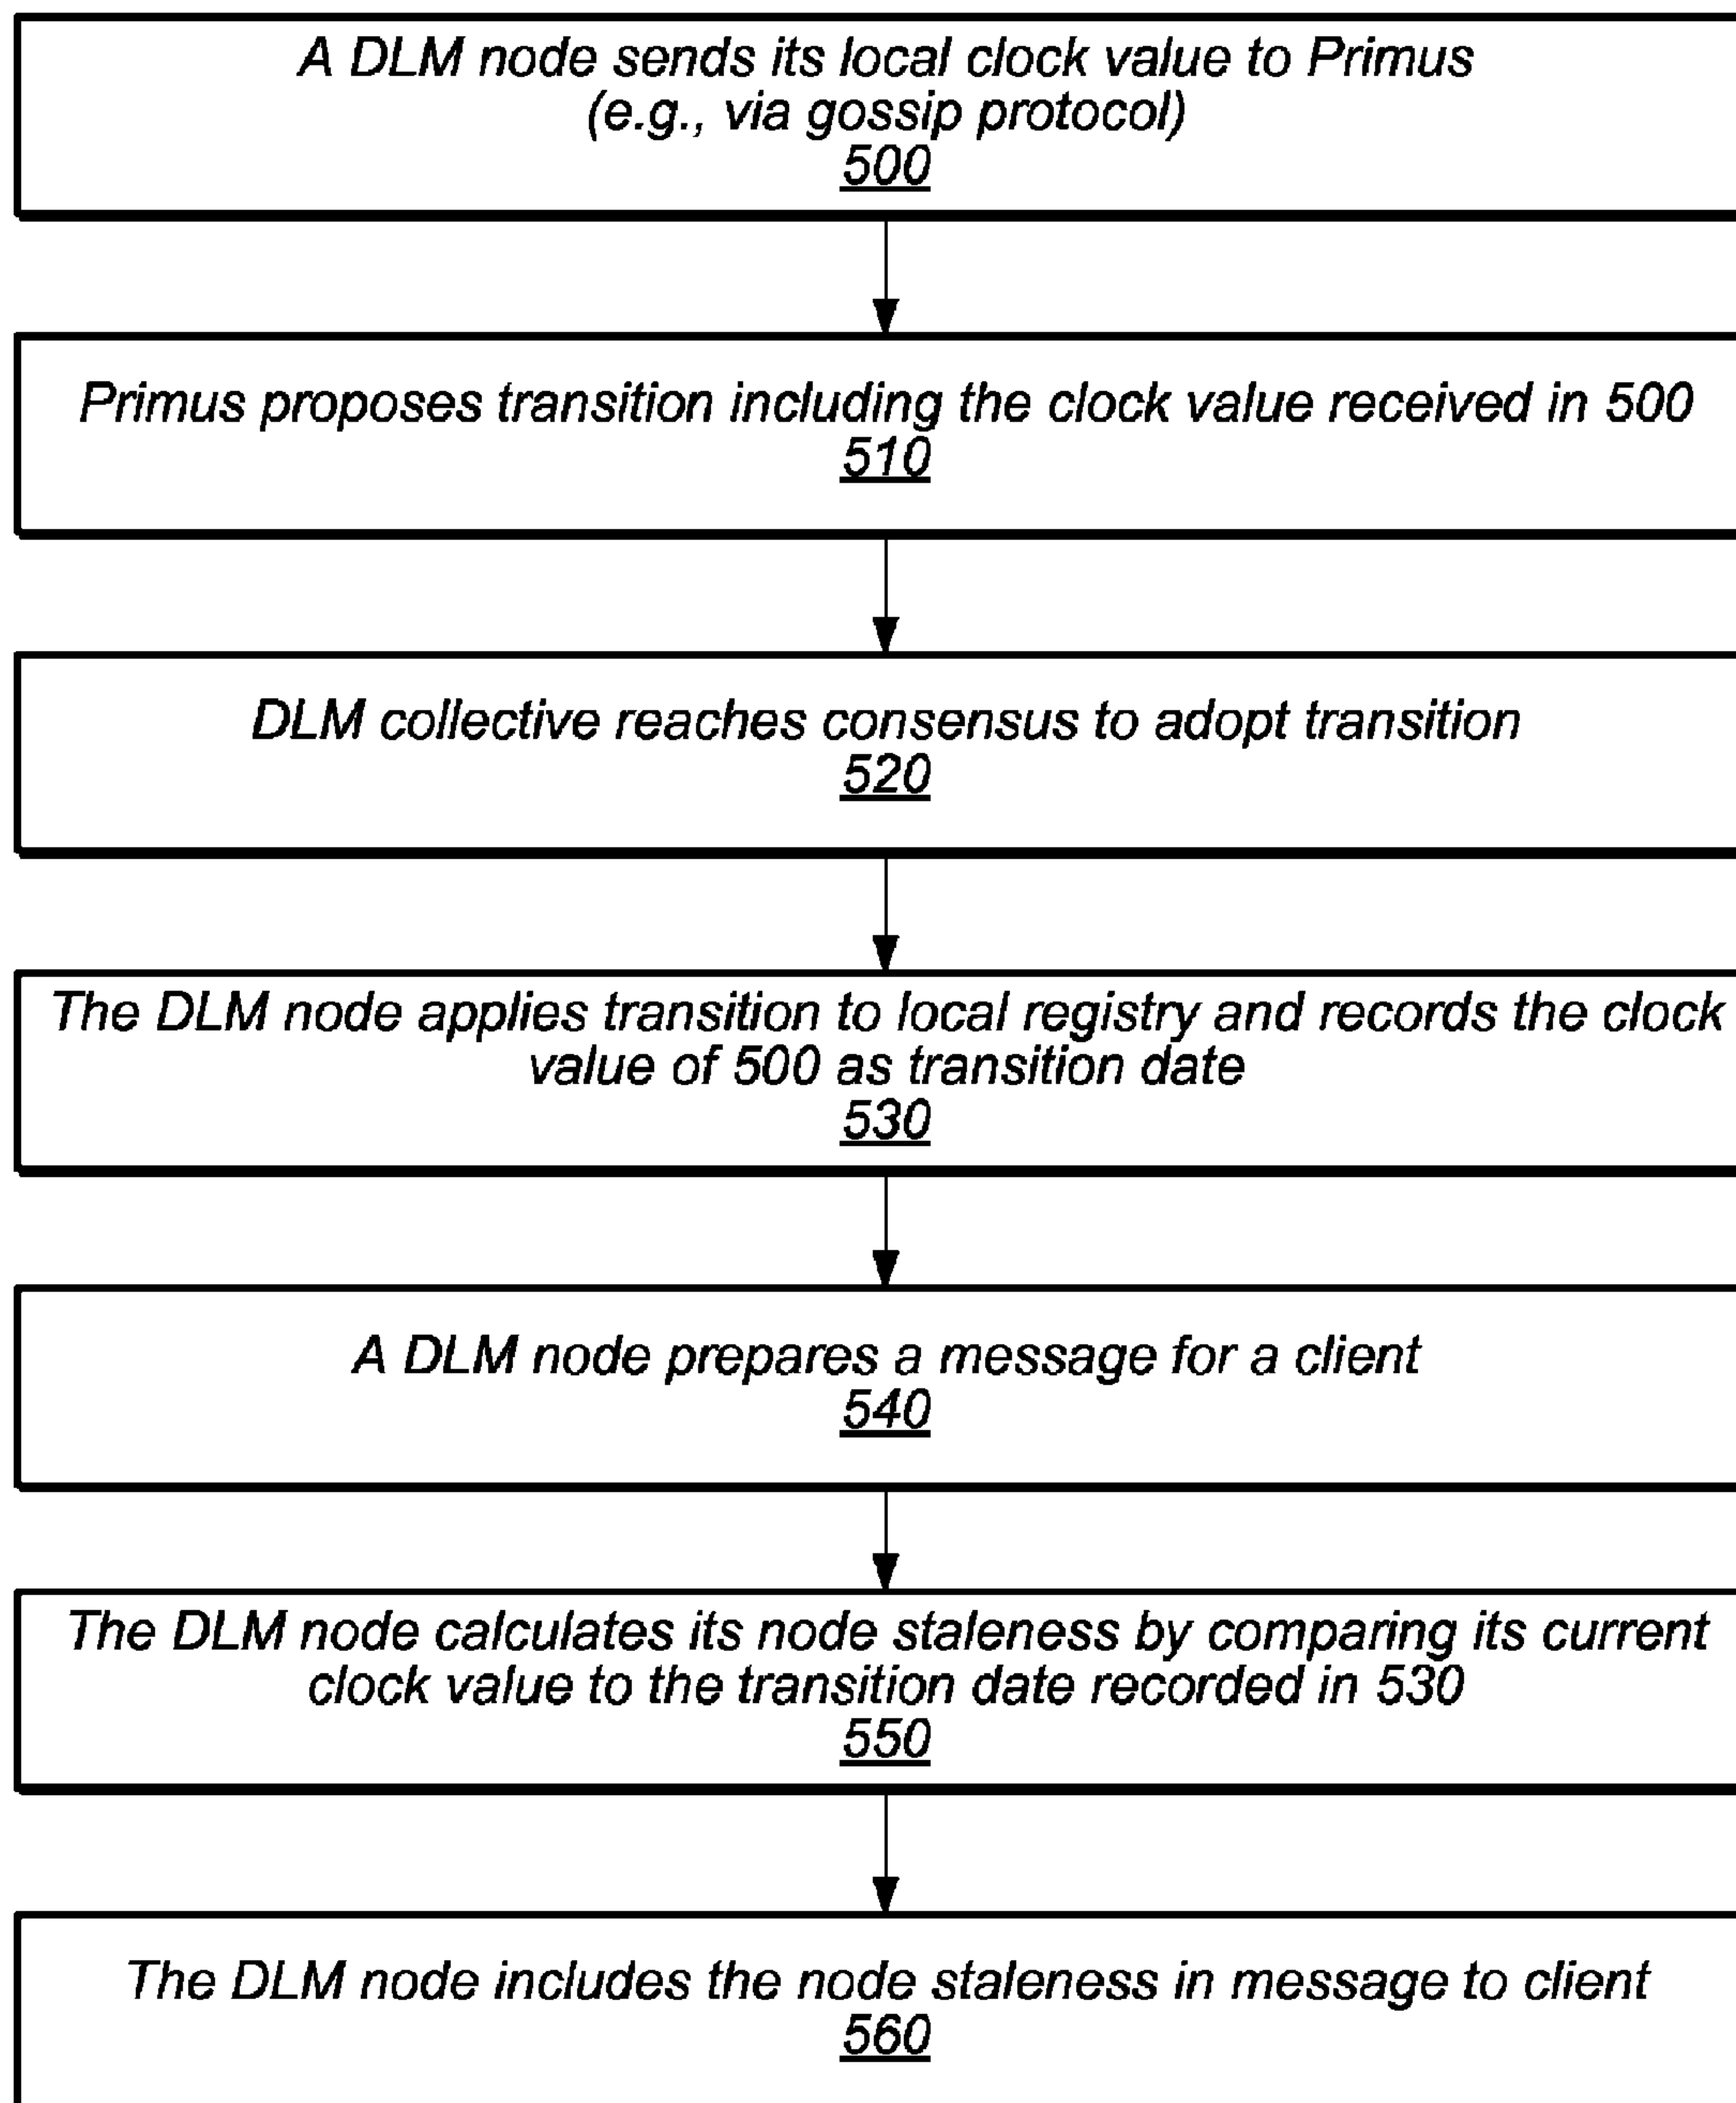 A DLM node sends its local clock value to Primus
(e.g., via gossip protocol)
500
Primus proposes transition including the clock value received in 500
510
DLM collective reaches consensus to adopt transition
520
The DLM node applies transition to local registry and records the clock
value of 500 as transition date
530
A DLM node prepares a message for a client
540
The DLM node calculates its node staleness by comparing its current
clock value to the transition date recorded in 530
550
The DLM node includes the node staleness in message to client
560